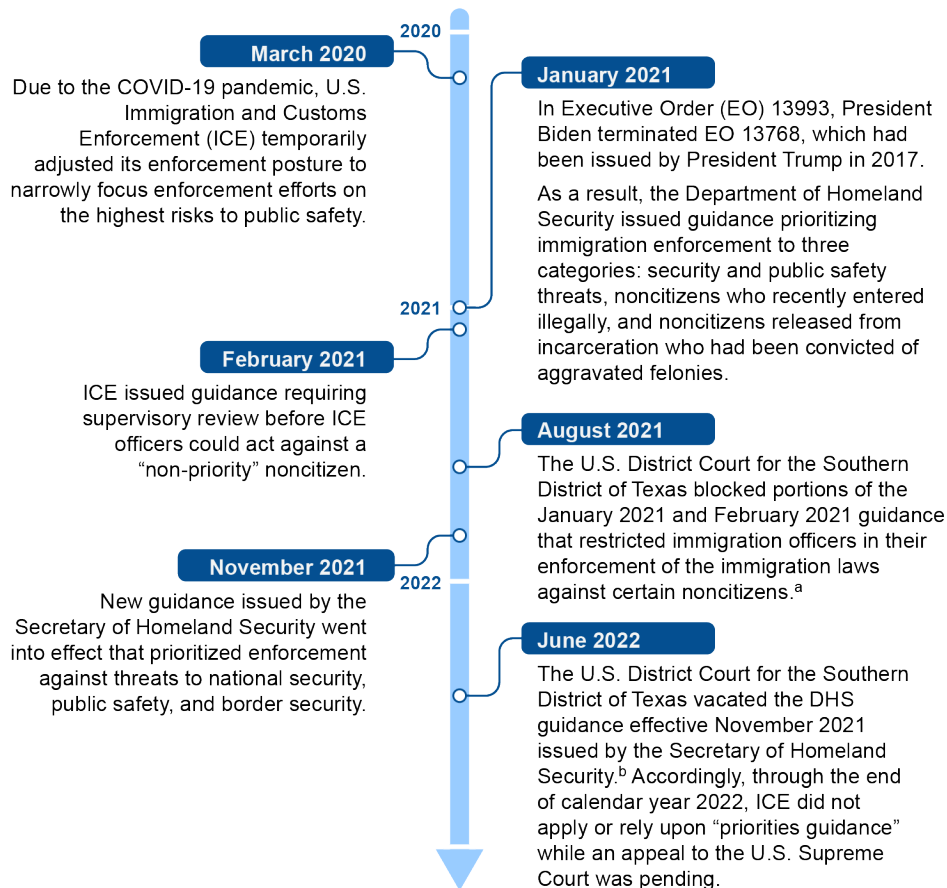 2020
March 2020
Due to the COVID-19 pandemic, U.S.
Immigration and Customs
Enforcement (ICE) temporarily
adjusted its enforcement posture to
narrowly focus enforcement efforts on
the highest risks to public safety.
January 2021
In Executive Order (EO) 13993, President
Biden terminated EO 13768, which had
been issued by President Trump in 2017.
As a result, the Department of Homeland
Security issued guidance prioritizing
immigration enforcement to three
categories: security and public safety
threats, noncitizens who recently entered
illegally, and noncitizens released from
incarceration who had been convicted of
aggravated felonies.
2021
February 2021
ICE issued guidance requiring
supervisory review before ICE
officers could act against a
“non-priority” noncitizen.
August 2021
The U.S. District Court for the Southern
District of Texas blocked portions of the
January 2021 and February 2021 guidance
that restricted immigration officers in their
enforcement of the immigration laws
against certain noncitizens.a
November 2021
New guidance issued by the
Secretary of Homeland Security went
into effect that prioritized enforcement
against threats to national security,
public safety, and border security.
2022
June 2022
The U.S. District Court for the Southern
District of Texas vacated the DHS
guidance effective November 2021
issued by the Secretary of Homeland
Security.b Accordingly, through the end
of calendar year 2022, ICE did not
apply or rely upon “priorities guidance”
while an appeal to the U.S. Supreme
Court was pending.